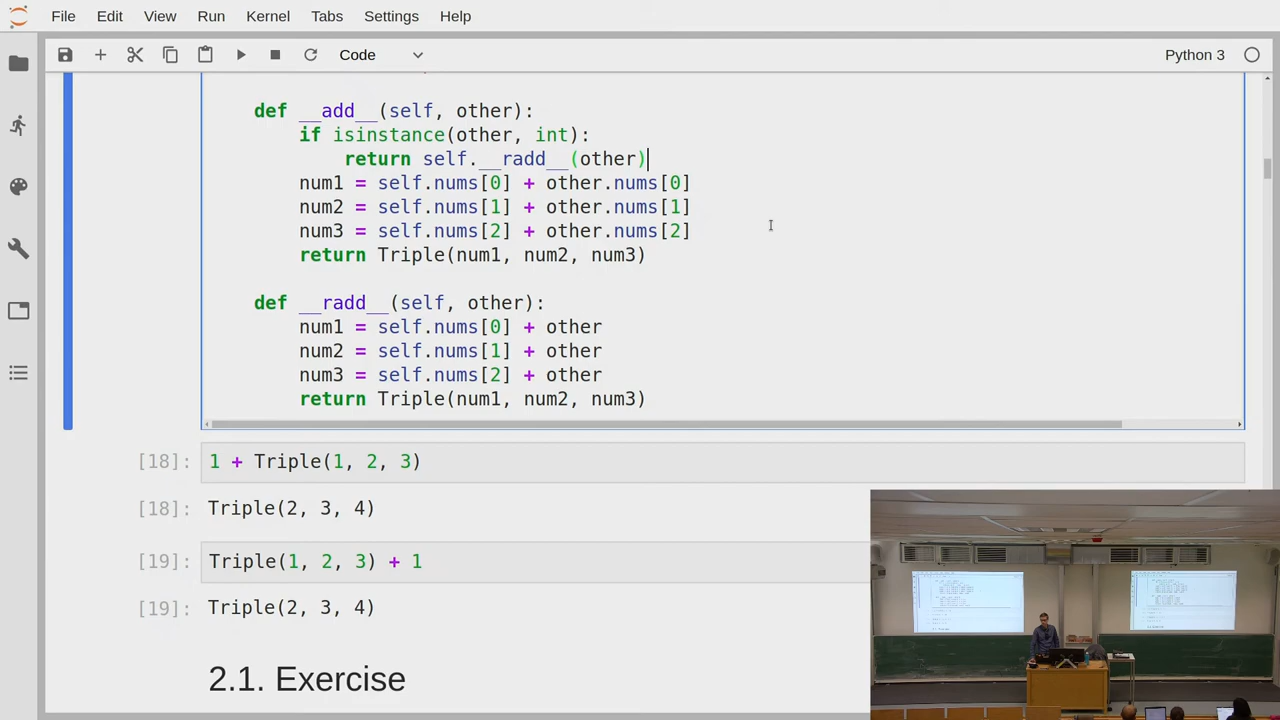 File Edit View Run Kernel Tabs Settings Help
Code Python 3
def __add__(self, other):
if isinstance(other, int):
return self.__radd__(other)
num1 = self.nums[0] + other.nums[0]
num2 = self.nums[1] + other.nums[1]
num3 = self.nums[2] + other.nums[2]
return Triple(num1, num2, num3)
def __radd__(self, other):
num1 = self.nums[0] + other
num2 = self.nums[1] + other
num3 = self.nums[2] + other
return Triple(num1, num2, num3)
[18]: 1 + Triple(1, 2, 3)
[18]: Triple(2, 3, 4)
[19]: Triple(1, 2, 3) + 1
[19]: Triple(2, 3, 4)
2.1. Exercise